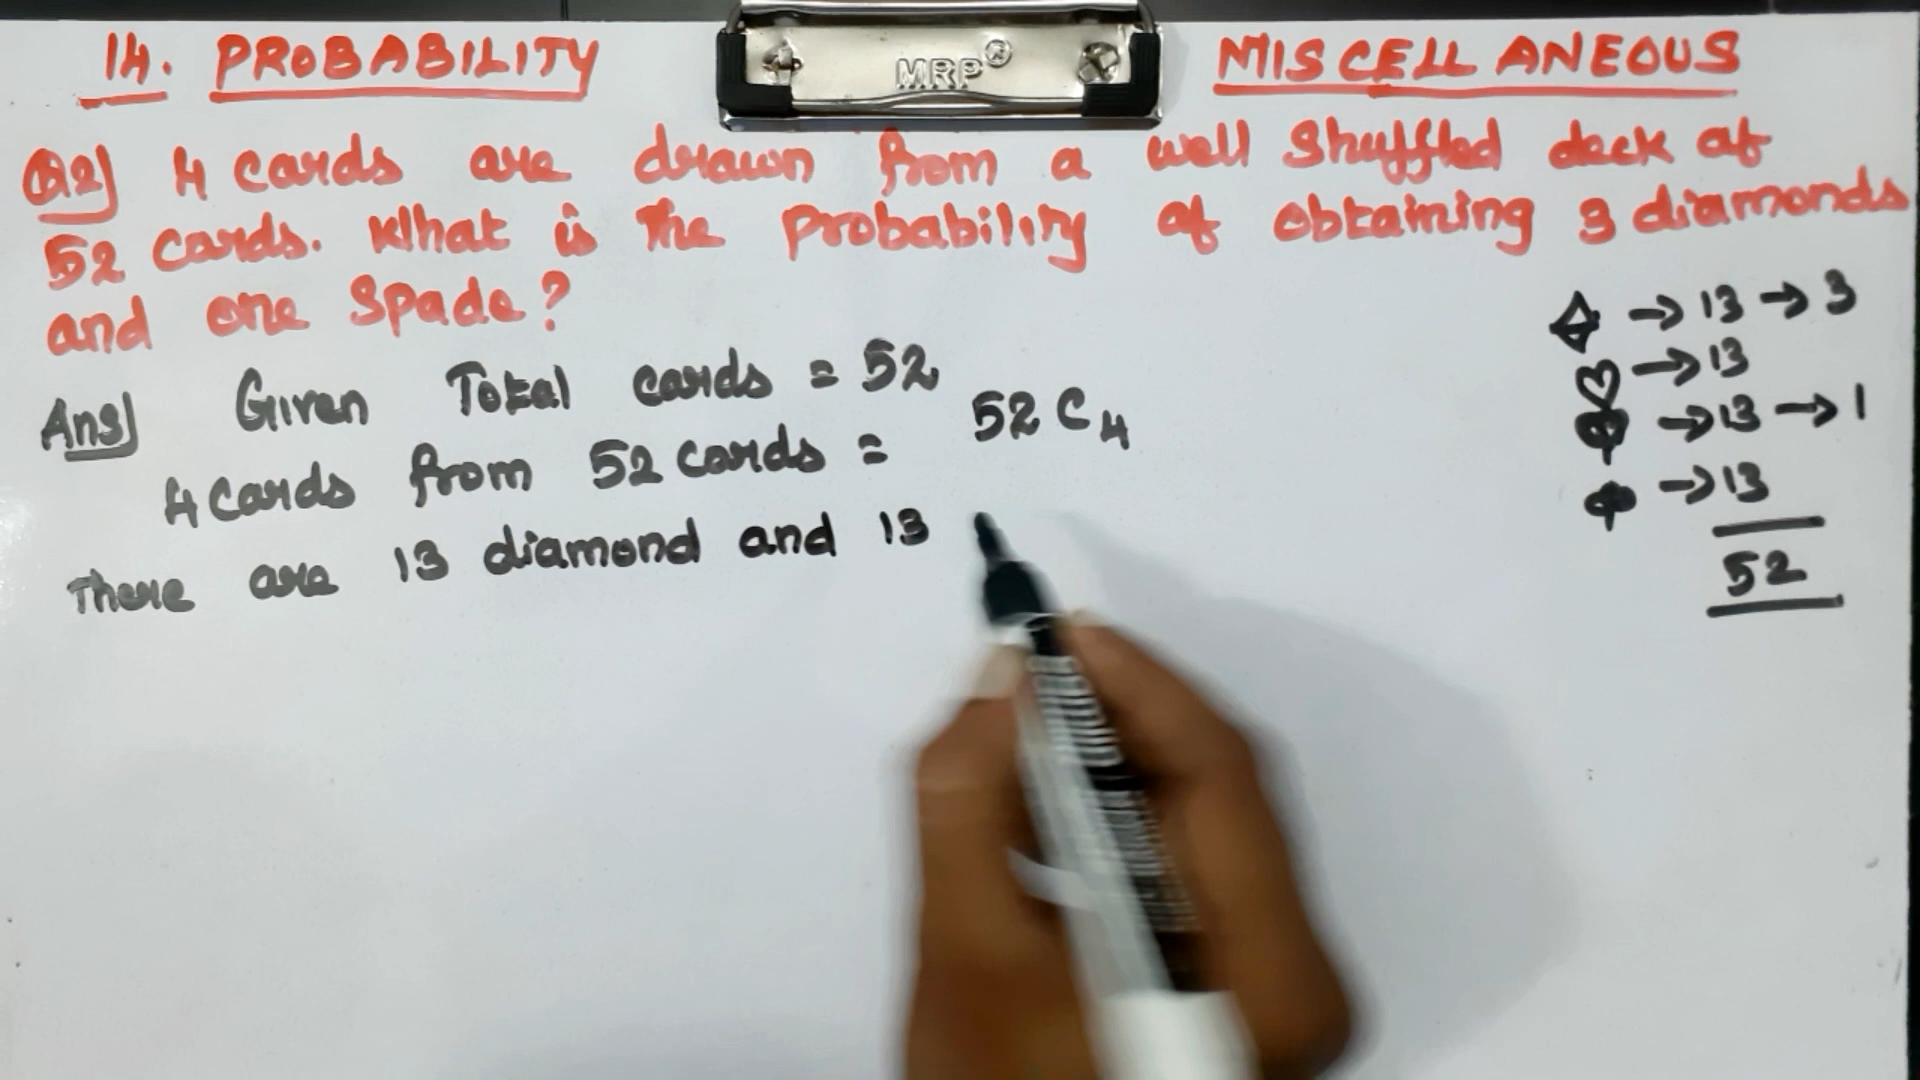 14. PROBABILITY
MRP®
MISCELLANEOUS
Q2) 4 cards are drawn from a well shuffled deck of
52 cards. What is the probability of obtaining 3 diamonds
and one spade?
Ans) Given Total cards = 52
4 cards from 52 cards = 52C4
There are 13 diamond and 13
♢ → 13 → 3
♡ → 13
→ 13 → 1
→ 13
52